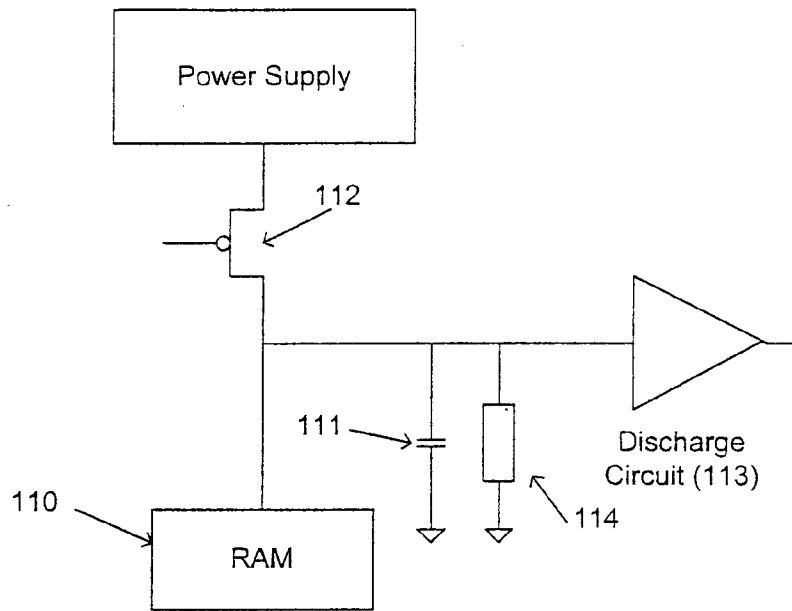 Power Supply
112
111
Discharge
Circuit (113)
114
110
RAM